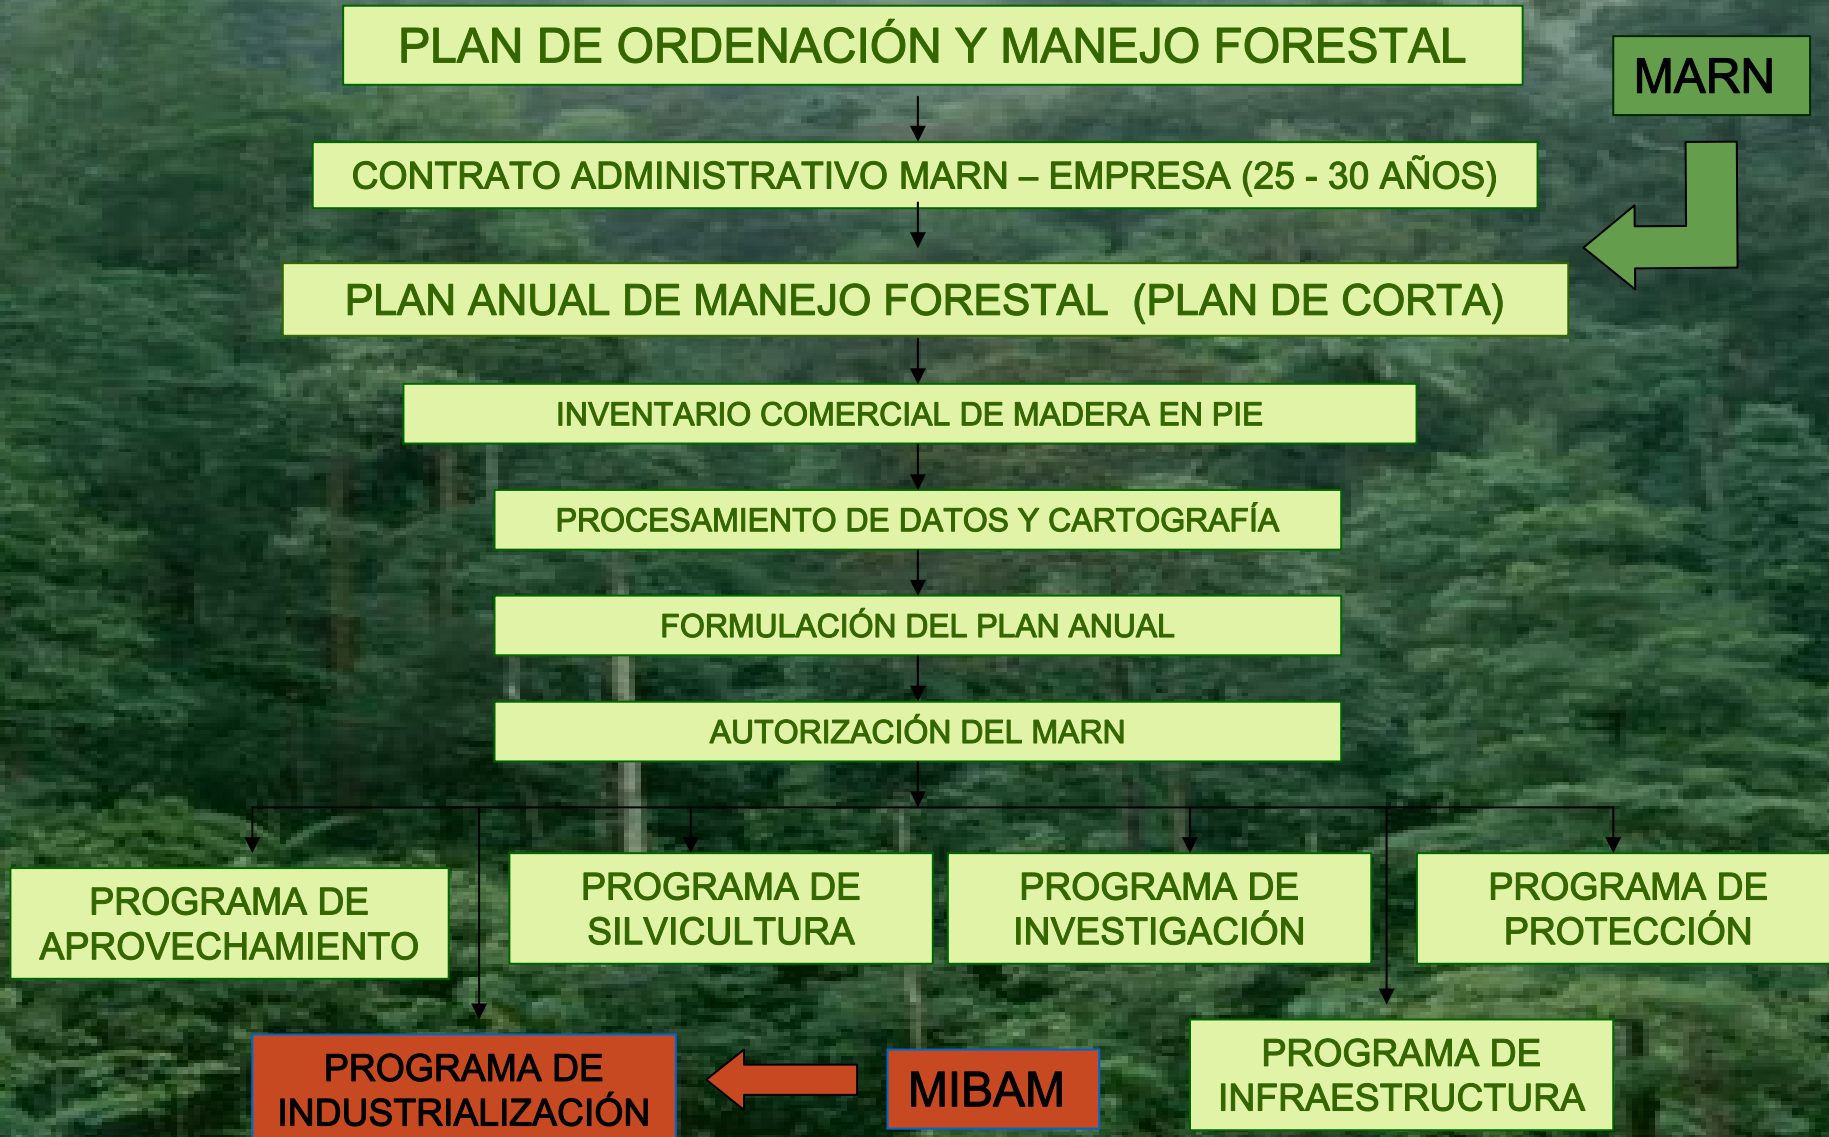 PLAN DE ORDENACIÓN Y MANEJO FORESTAL
MARN
CONTRATO ADMINISTRATIVO MARN – EMPRESA (25 - 30 AÑOS)
PLAN ANUAL DE MANEJO FORESTAL (PLAN DE CORTA)
INVENTARIO COMERCIAL DE MADERA EN PIE
PROCESAMIENTO DE DATOS Y CARTOGRAFÍA
FORMULACIÓN DEL PLAN ANUAL
AUTORIZACIÓN DEL MARN
PROGRAMA DE
APROVECHAMIENTO
PROGRAMA DE
SILVICULTURA
PROGRAMA DE
INVESTIGACIÓN
PROGRAMA DE
PROTECCIÓN
PROGRAMA DE
INDUSTRIALIZACIÓN
MIBAM
PROGRAMA DE
INFRAESTRUCTURA